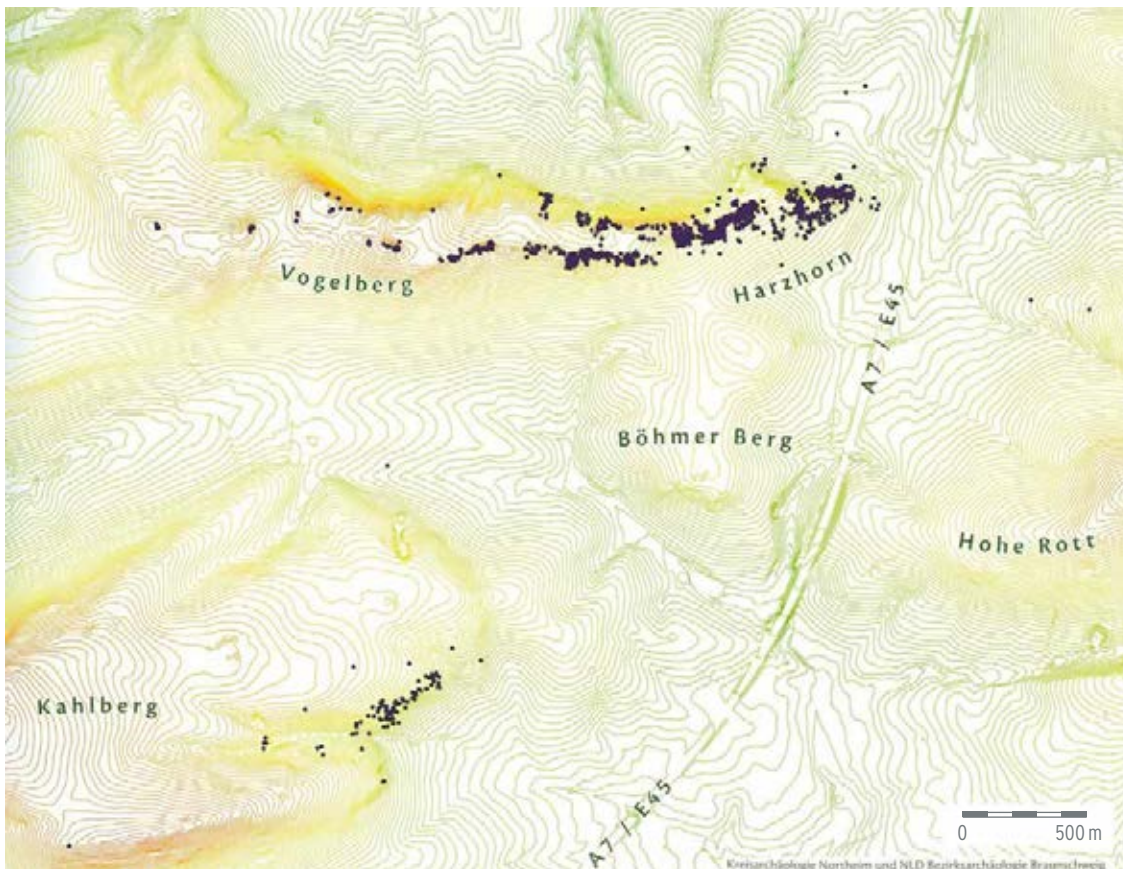 Vogelberg
Harzhorn
A7 / E45
Böhmer Berg
Hohe Rott
Kahlberg
A7 / E45
0 500 m
Kreisarchäologie Northeim und NLD Bezirksarchäologie Braunschweig